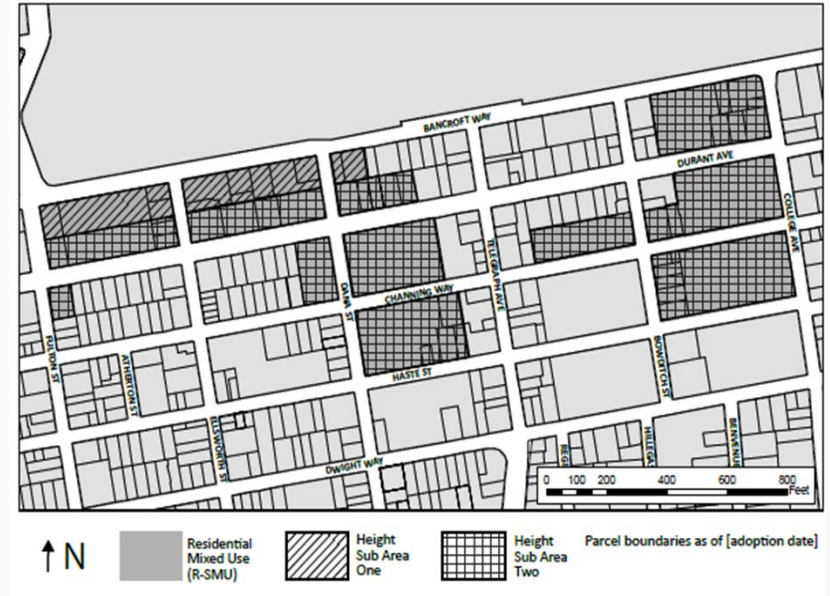 BANCROFT WAY
DURANT AVE
COLLEGE AVE
TELEGRAPH AVE
CHANNING WAY
DANA ST
FULTON ST
ATHERTON ST
HASTE ST
BOWDITCH ST
ELLSWORTH ST
DWIGHT WAY
BENVENUE
0 100 200 400 600 800
Feet
N
Residential
Mixed Use
(R-SMU)
Height
Sub Area
One
Height
Sub Area
Two
Parcel boundaries as of [adoption date]